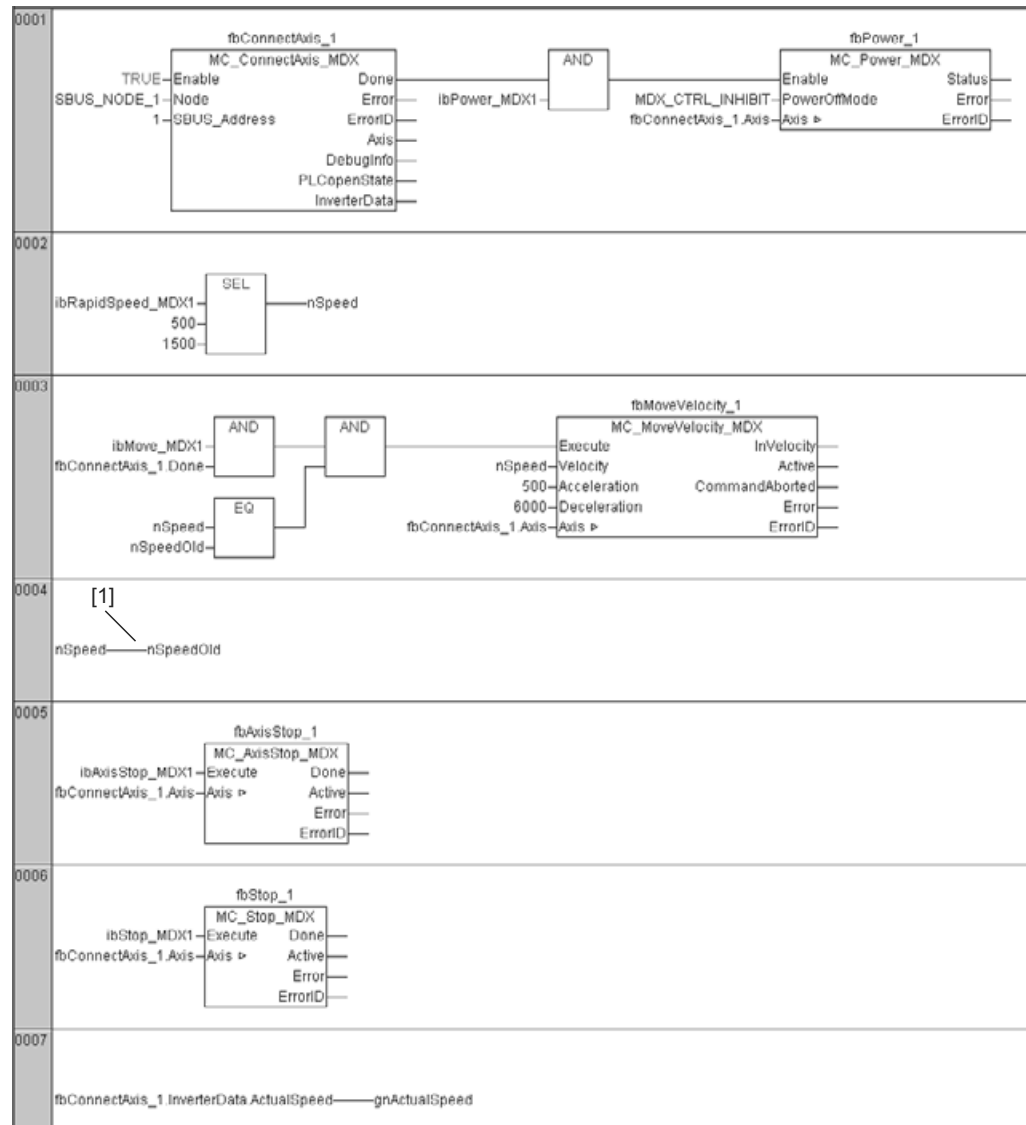 0001
fbConnectAxis_1
MC_ConnectAxis_MDX
TRUE Enable Done
SBUS_NODE_1 Node Error
1 SBUS_Address ErrorID
Axis
DebugInfo
PLCopenState
InverterData
AND
ibPower_MDX1
fbPower_1
MC_Power_MDX
Enable Status
MDX_CTRL_INHIBIT PowerOffMode Error
fbConnectAxis_1.Axis Axis ▹ ErrorID
0002
SEL
ibRapidSpeed_MDX1 nSpeed
500
1500
0003
AND
ibMove_MDX1
fbConnectAxis_1.Done
AND
EQ
nSpeed
nSpeedOld
fbMoveVelocity_1
MC_MoveVelocity_MDX
Execute InVelocity
nSpeed Velocity Active
500 Acceleration CommandAborted
6000 Deceleration Error
fbConnectAxis_1.Axis Axis ▹ ErrorID
0004
[1]
nSpeed nSpeedOld
0005
fbAxisStop_1
MC_AxisStop_MDX
ibAxisStop_MDX1 Execute Done
fbConnectAxis_1.Axis Axis ▹ Active
Error
ErrorID
0006
fbStop_1
MC_Stop_MDX
ibStop_MDX1 Execute Done
fbConnectAxis_1.Axis Axis ▹ Active
Error
ErrorID
0007
fbConnectAxis_1.InverterData.ActualSpeed gnActualSpeed